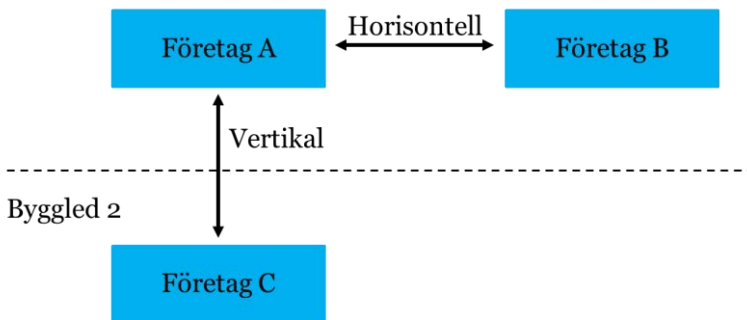 Företag A
Horisontell
Företag B
Vertikal
Byggled 2
Företag C